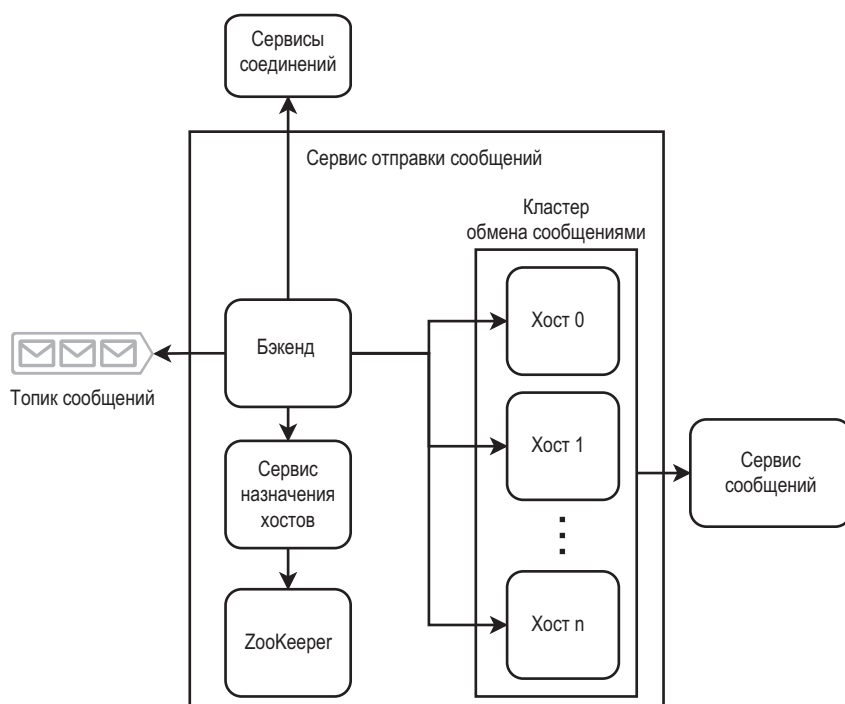 Сервисы
соединений
Сервис отправки сообщений
Кластер
обмена сообщениями
Хост 0
Бэкенд
Топик сообщений
Хост 1
Сервис
назначения
хостов
Сервис
сообщений
ZooKeeper
Хост n